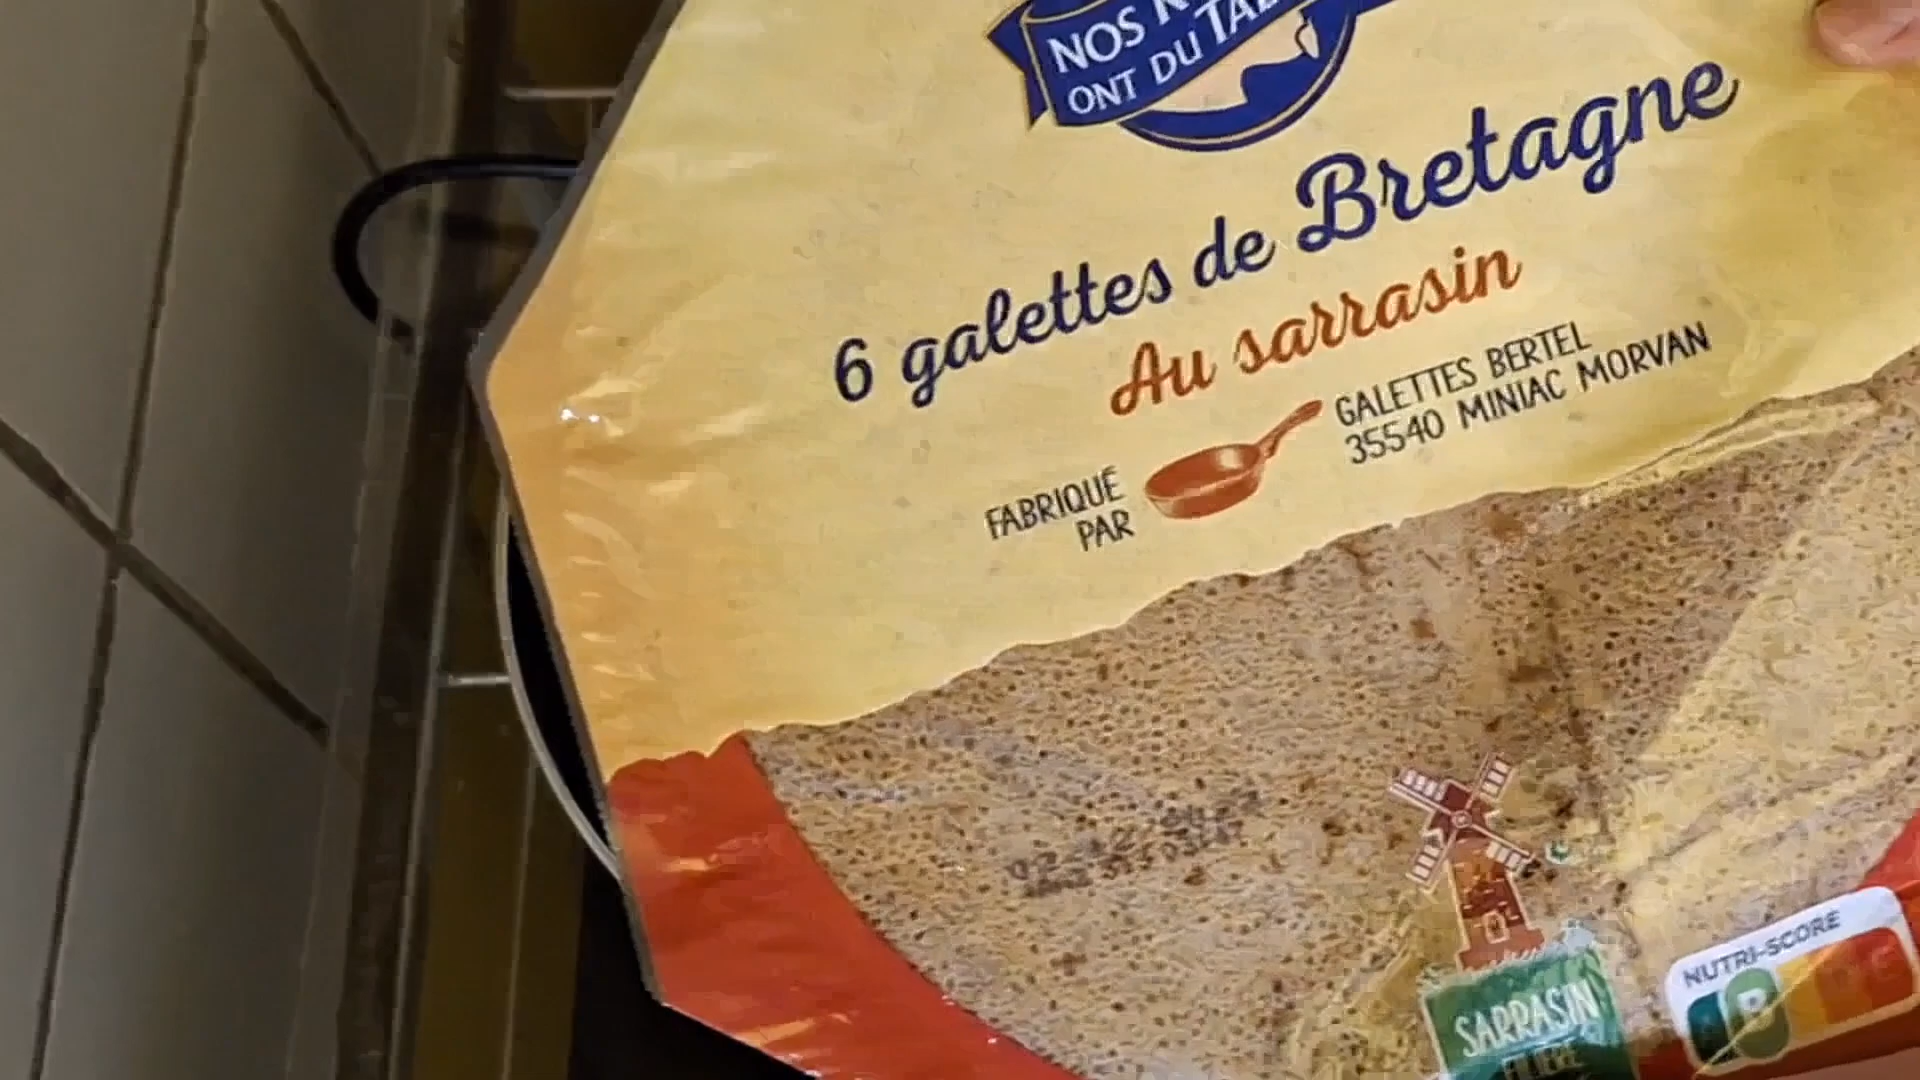 NOS
ONT DU
6 galettes de Bretagne
Au sarrasin
FABRIQUÉ
PAR
GALETTES BERTEL
35540 MINIAC MORVAN
NUTRI-SCORE
B
E
SARRASIN